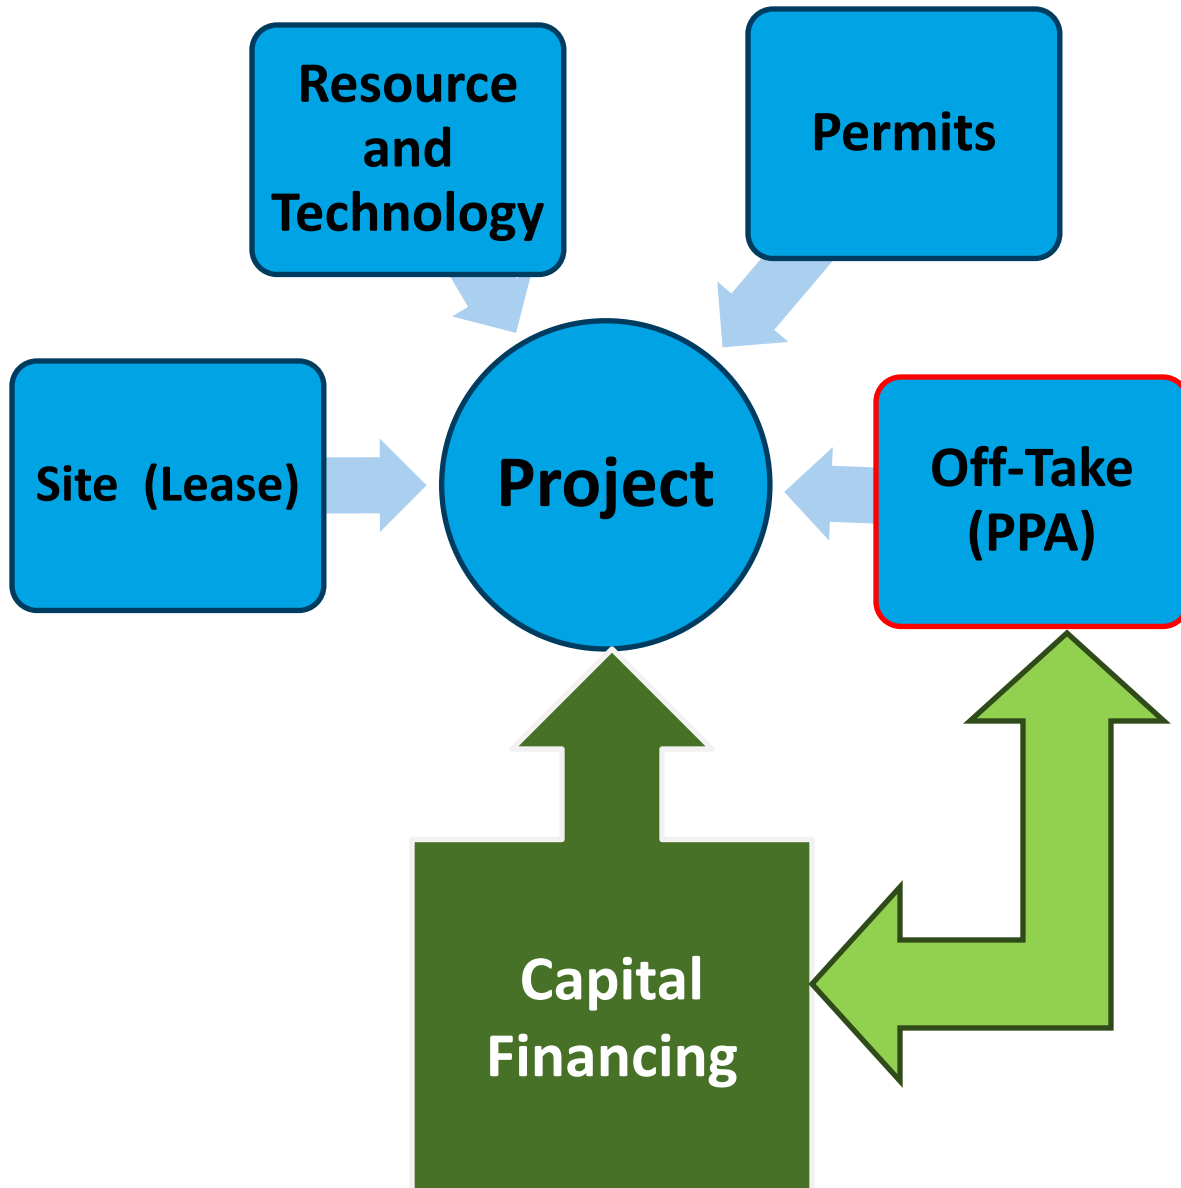 Resource
and
Technology
Permits
Site (Lease)
Project
Off-Take
(PPA)
Capital
Financing